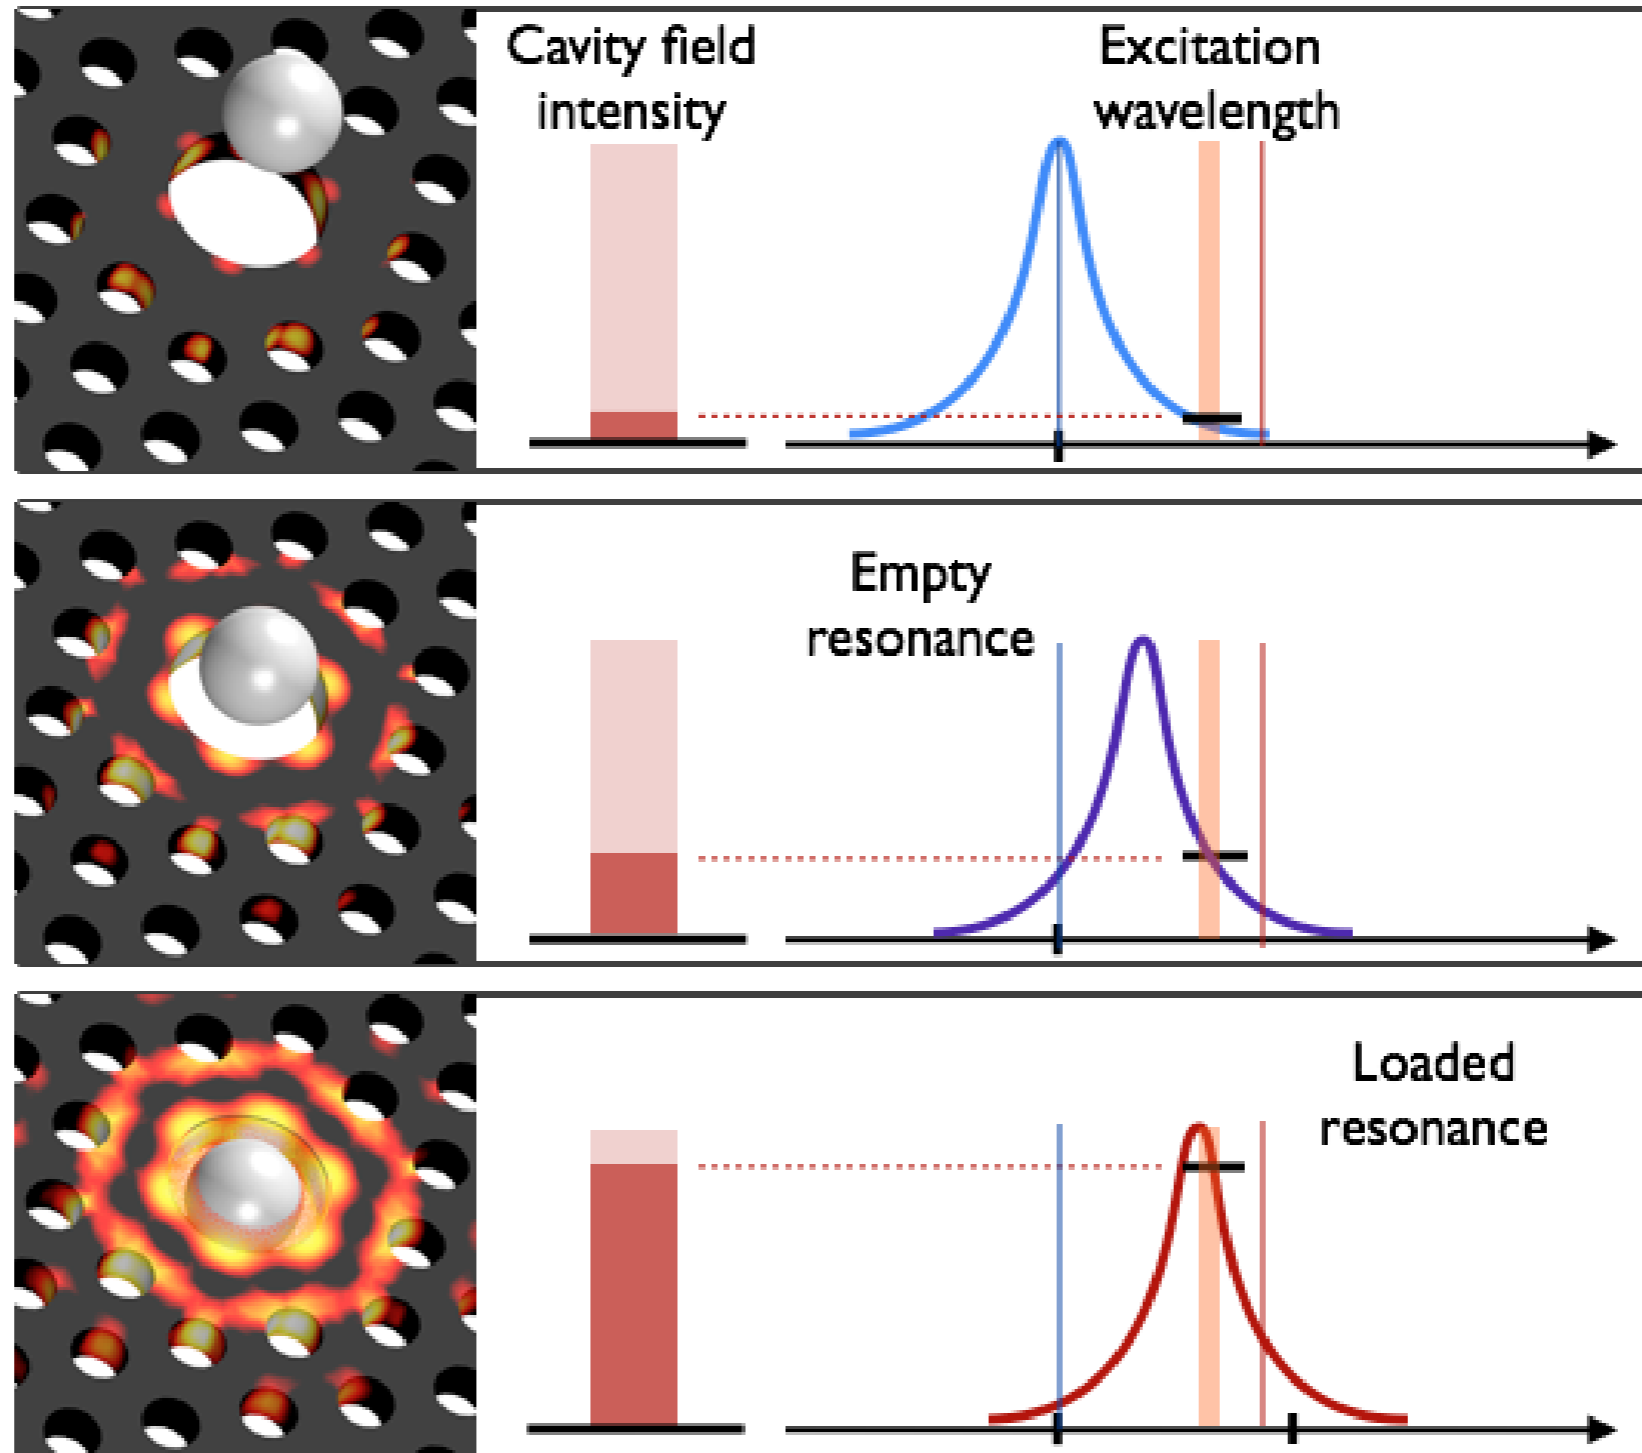 Cavity field
intensity
Excitation
wavelength
Empty
resonance
Loaded
resonance